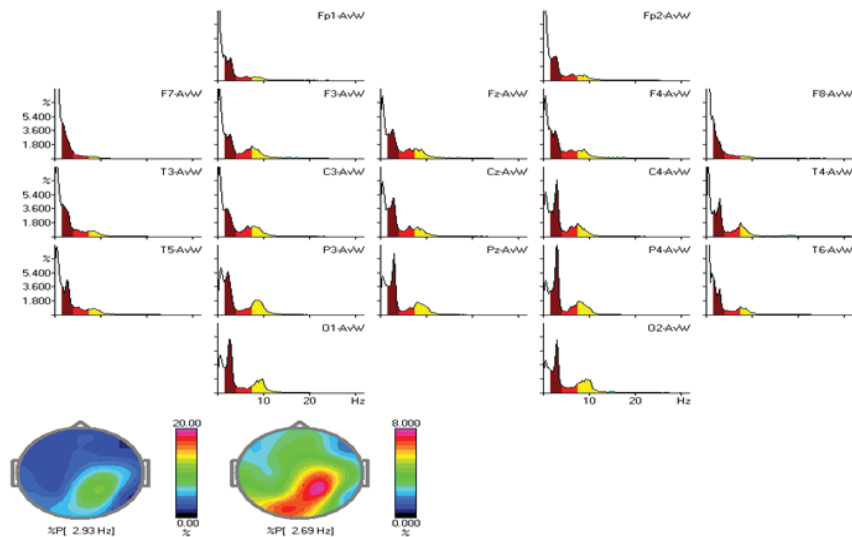 Fp1-AvW Fp2-AvW
F7-AvW F3-AvW Fz-AvW F4-AvW F8-AvW
%
5.400
3.600
1.800
T3-AvW C3-AvW Cz-AvW C4-AvW T4-AvW
%
5.400
3.600
1.800
T5-AvW P3-AvW Pz-AvW P4-AvW T6-AvW
%
5.400
3.600
1.800
O1-AvW O2-AvW
10 20 Hz 10 20 Hz
20.00 8.000
0.00 0.000
%P[ 2.93 Hz] % %P[ 2.69 Hz] %